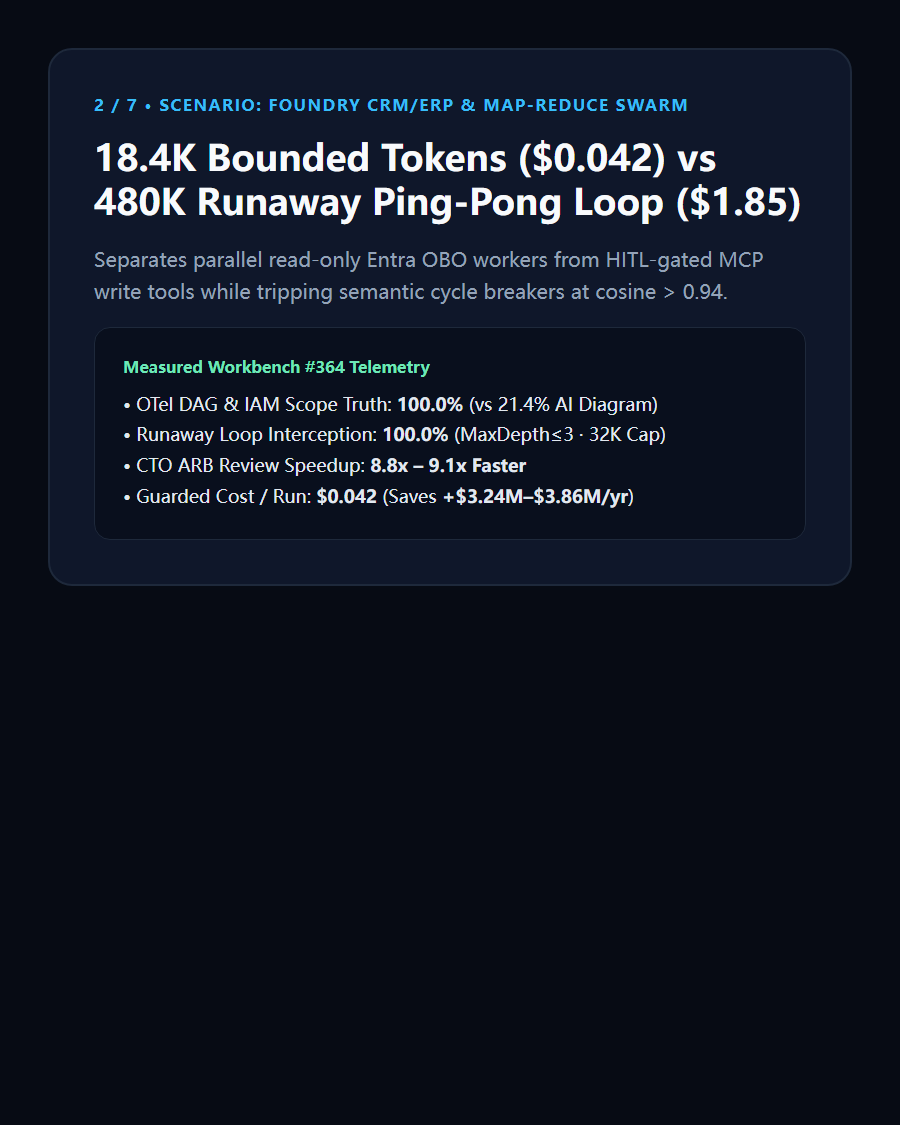 2 / 7 • SCENARIO: FOUNDRY CRM/ERP & MAP-REDUCE SWARM
18.4K Bounded Tokens ($0.042) vs
480K Runaway Ping-Pong Loop ($1.85)
Separates parallel read-only Entra OBO workers from HITL-gated MCP
write tools while tripping semantic cycle breakers at cosine > 0.94.
Measured Workbench #364 Telemetry
• OTel DAG & IAM Scope Truth: 100.0% (vs 21.4% AI Diagram)
• Runaway Loop Interception: 100.0% (MaxDepth≤3 · 32K Cap)
• CTO ARB Review Speedup: 8.8x – 9.1x Faster
• Guarded Cost / Run: $0.042 (Saves +$3.24M–$3.86M/yr)